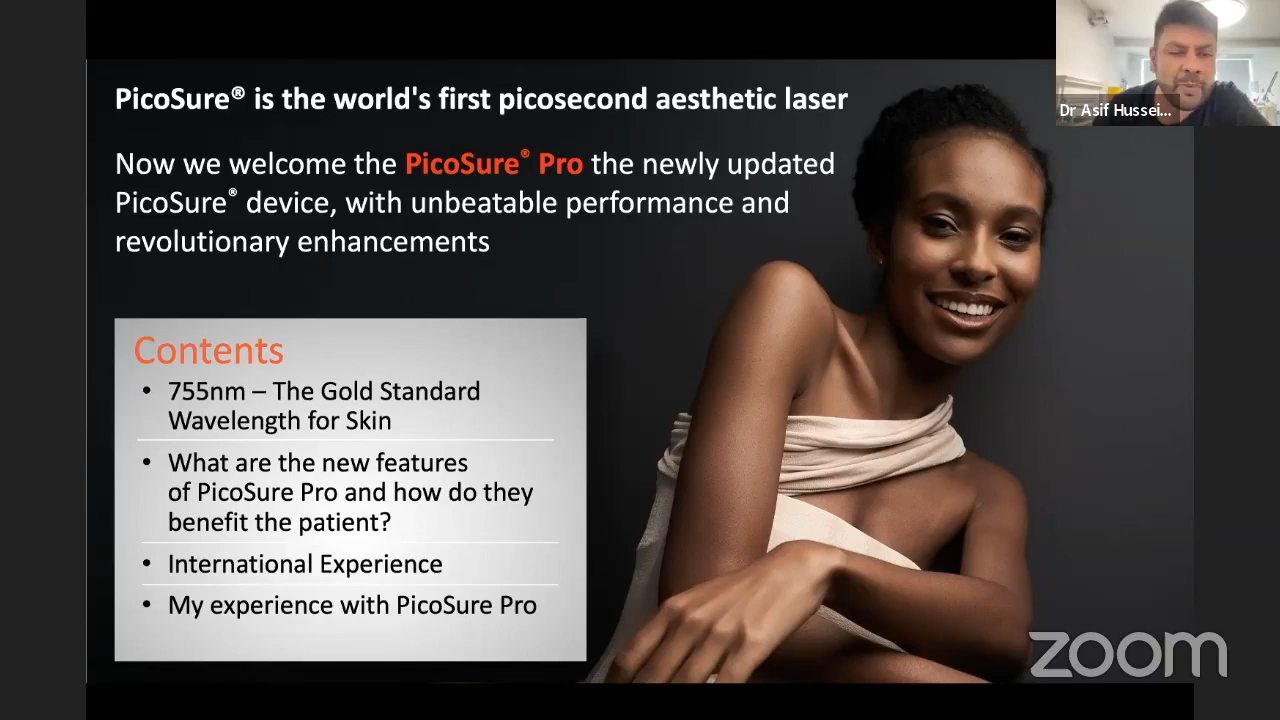 PicoSure® is the world's first picosecond aesthetic laser
Now we welcome the PicoSure® Pro the newly updated
PicoSure® device, with unbeatable performance and
revolutionary enhancements
Contents
• 755nm – The Gold Standard
Wavelength for Skin
• What are the new features
of PicoSure Pro and how do they
benefit the patient?
• International Experience
• My experience with PicoSure Pro
Dr Asif Hussei...
zoom